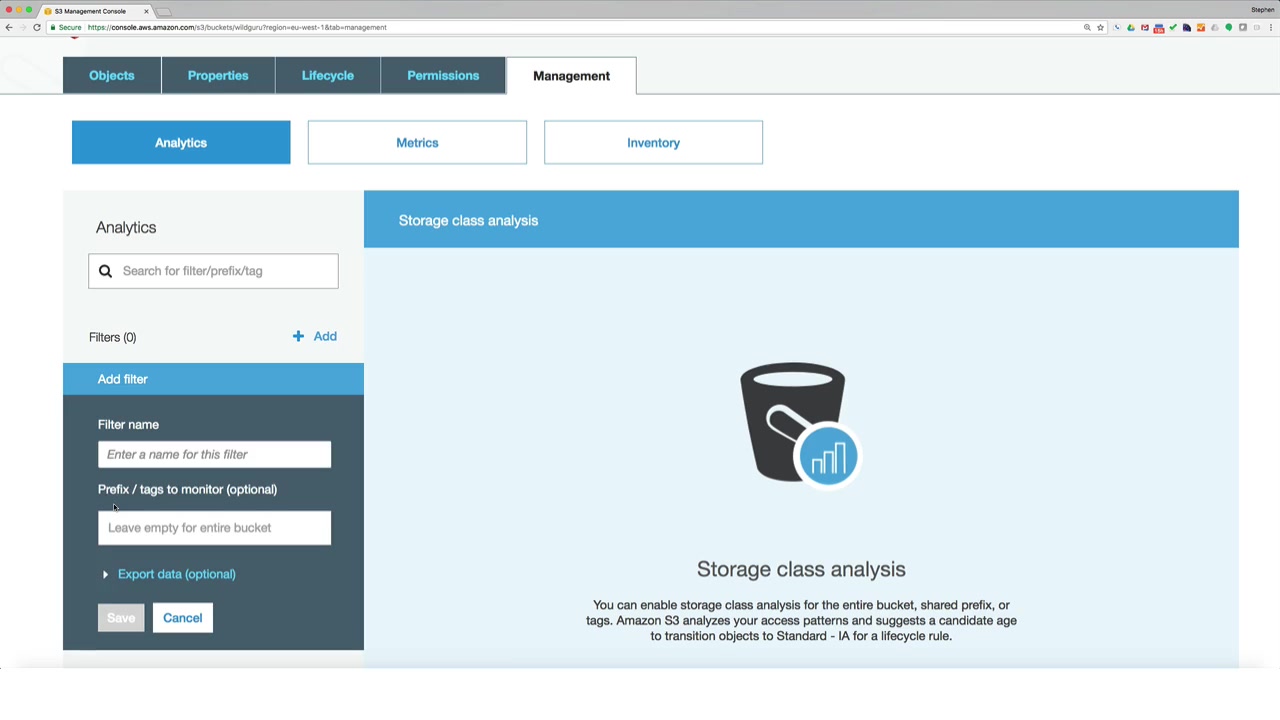 S3 Management Console
Stephen
Secure https://console.aws.amazon.com/s3/buckets/wildguru?region=eu-west-1&tab=management
Objects
Properties
Lifecycle
Permissions
Management
Analytics
Metrics
Inventory
Analytics
Search for filter/prefix/tag
Filters (0)
Add
Add filter
Filter name
Enter a name for this filter
Prefix / tags to monitor (optional)
Leave empty for entire bucket
Export data (optional)
Save
Cancel
Storage class analysis
Storage class analysis
You can enable storage class analysis for the entire bucket, shared prefix, or
tags. Amazon S3 analyzes your access patterns and suggests a candidate age
to transition objects to Standard - IA for a lifecycle rule.